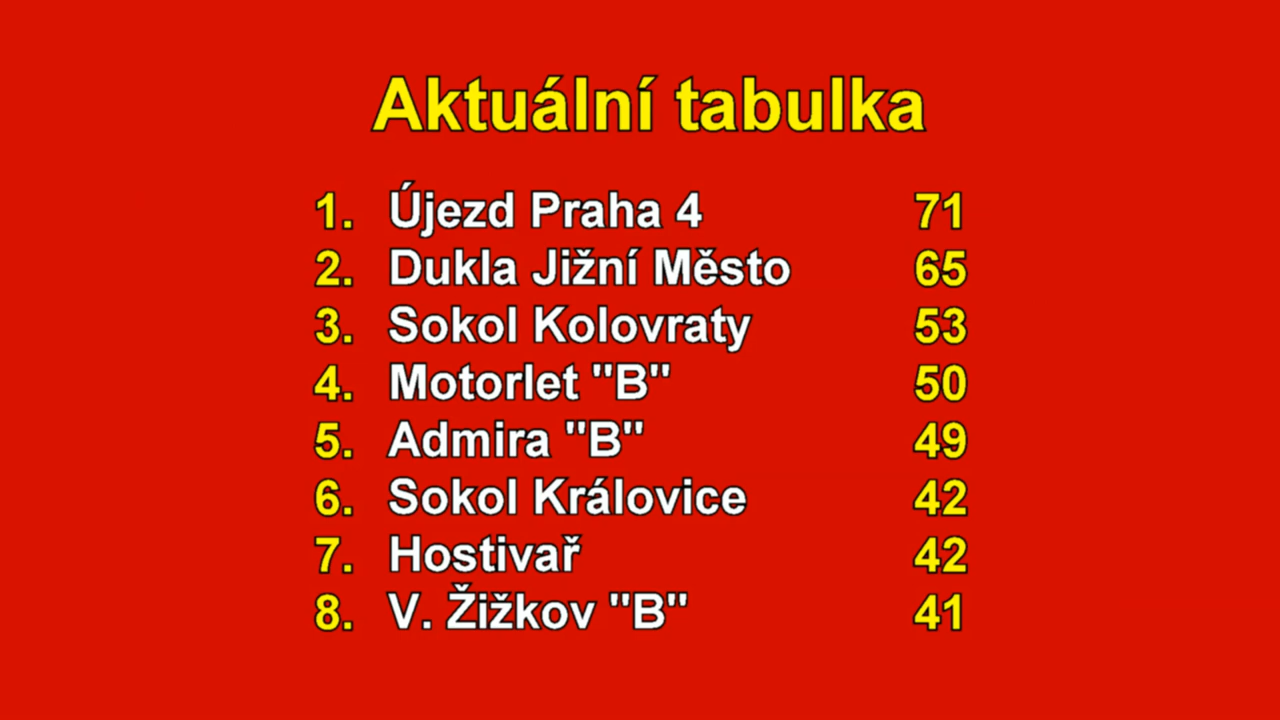 Aktuální tabulka
1. Újezd Praha 4 71
2. Dukla Jižní Město 65
3. Sokol Kolovraty 53
4. Motorlet "B" 50
5. Admira "B" 49
6. Sokol Královice 42
7. Hostivař 42
8. V. Žižkov "B" 41